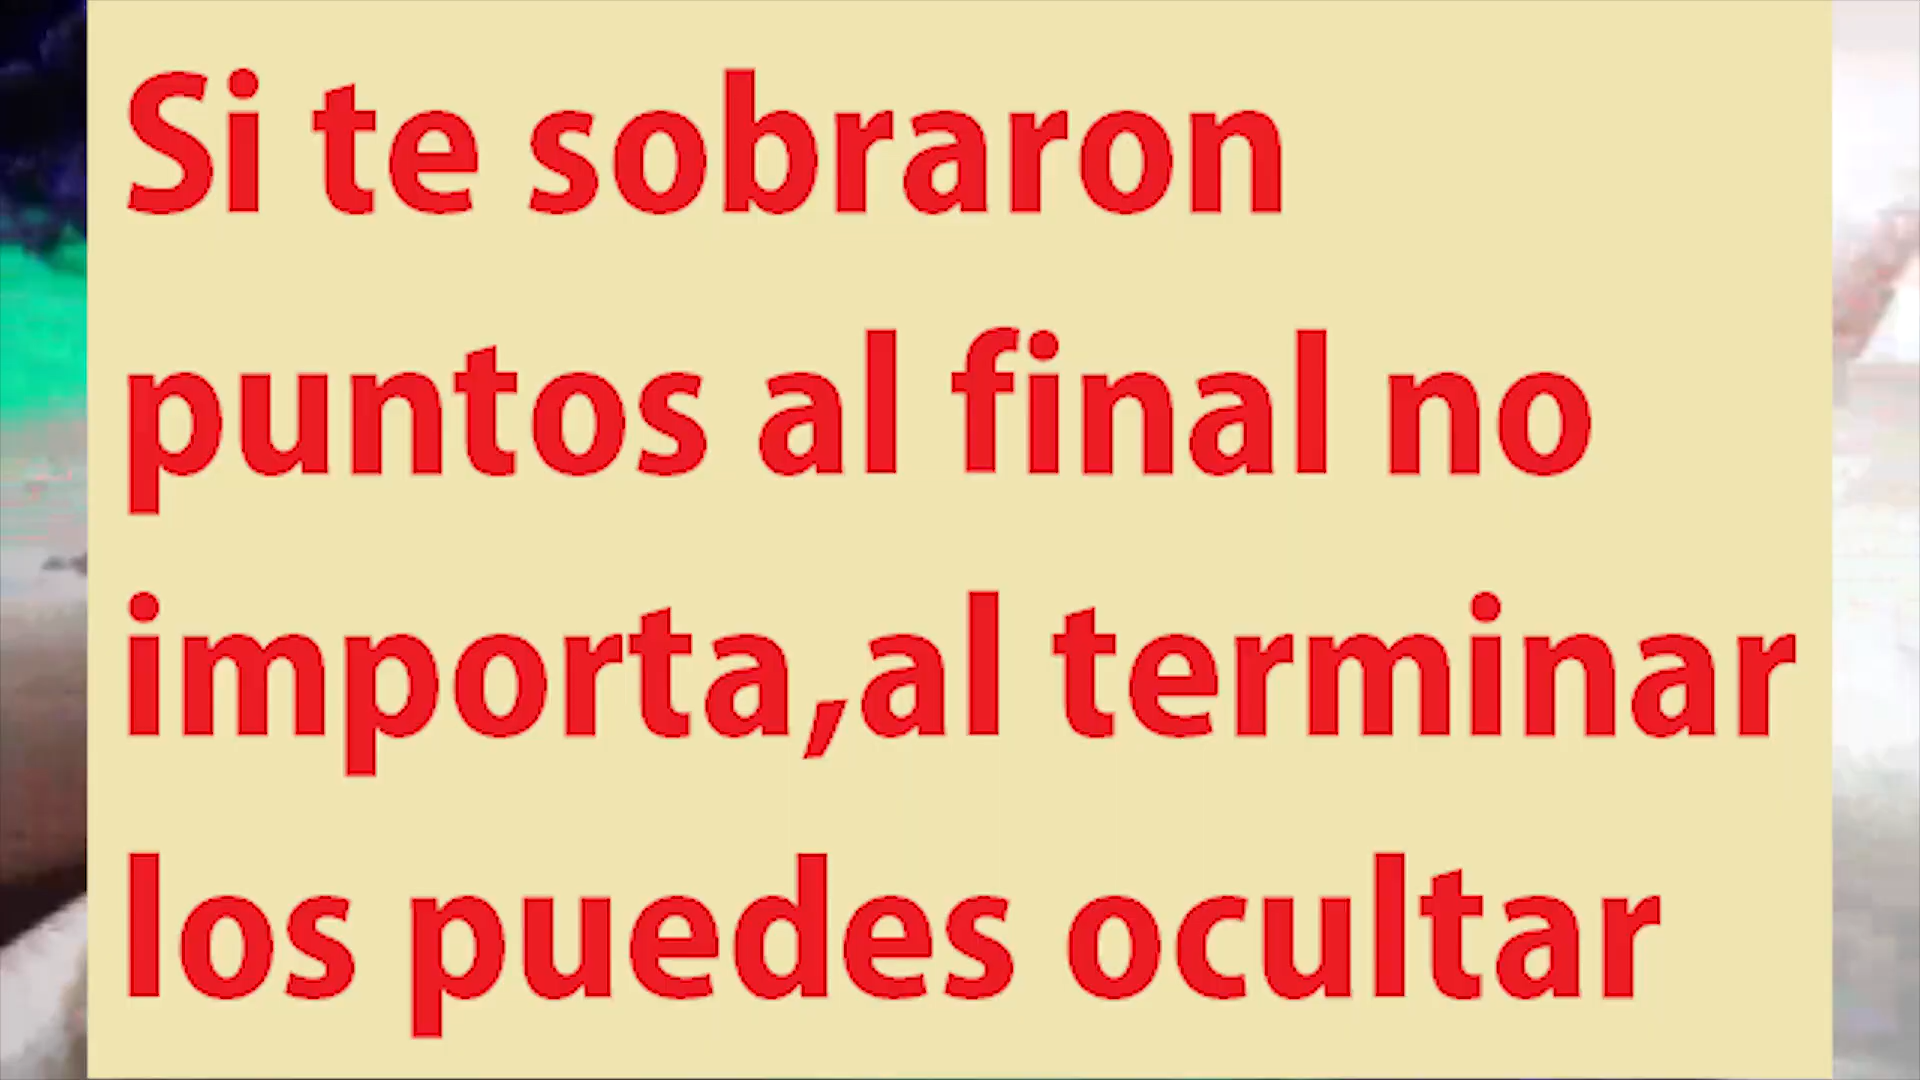 Si te sobraron
puntos al final no
importa,al terminar
los puedes ocultar